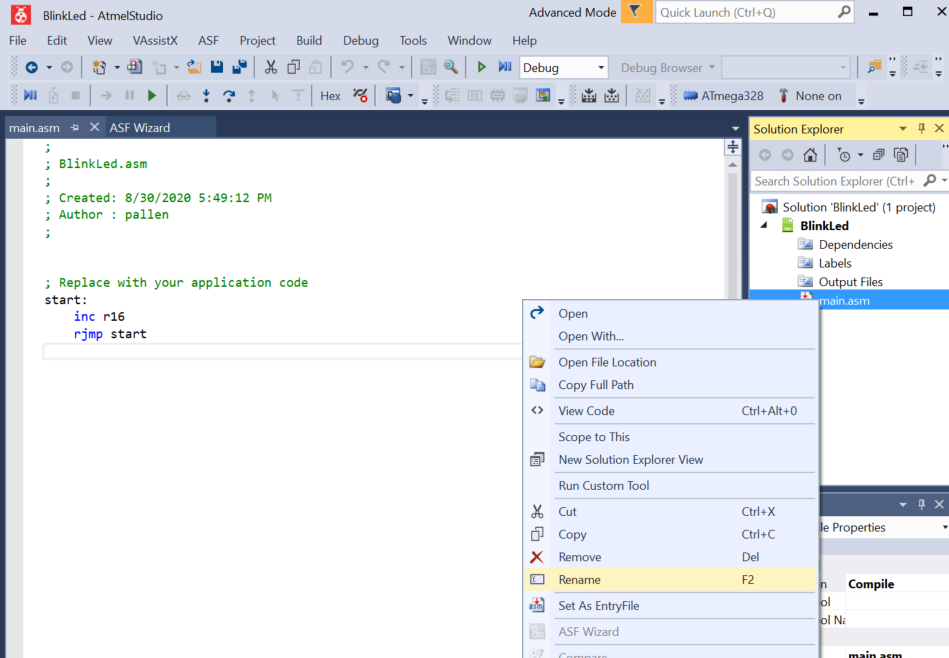 BlinkLed - AtmelStudio
Advanced Mode
Quick Launch (Ctrl+Q)
File Edit View VAssistX ASF Project Build Debug Tools Window Help
Debug
Debug Browser
Hex
ATmega328
None on
main.asm
ASF Wizard
;
; BlinkLed.asm
;
; Created: 8/30/2020 5:49:12 PM
; Author : pallen
;
; Replace with your application code
start:
inc r16
rjmp start
Solution Explorer
Search Solution Explorer (Ctrl+
Solution 'BlinkLed' (1 project)
BlinkLed
Dependencies
Labels
Output Files
main.asm
Open
Open With...
Open File Location
Copy Full Path
View Code Ctrl+Alt+0
Scope to This
New Solution Explorer View
Run Custom Tool
Cut Ctrl+X
Copy Ctrl+C
Remove Del
Rename F2
Set As EntryFile
ASF Wizard
Compare
le Properties
n Compile
ol
ol Na
main.asm